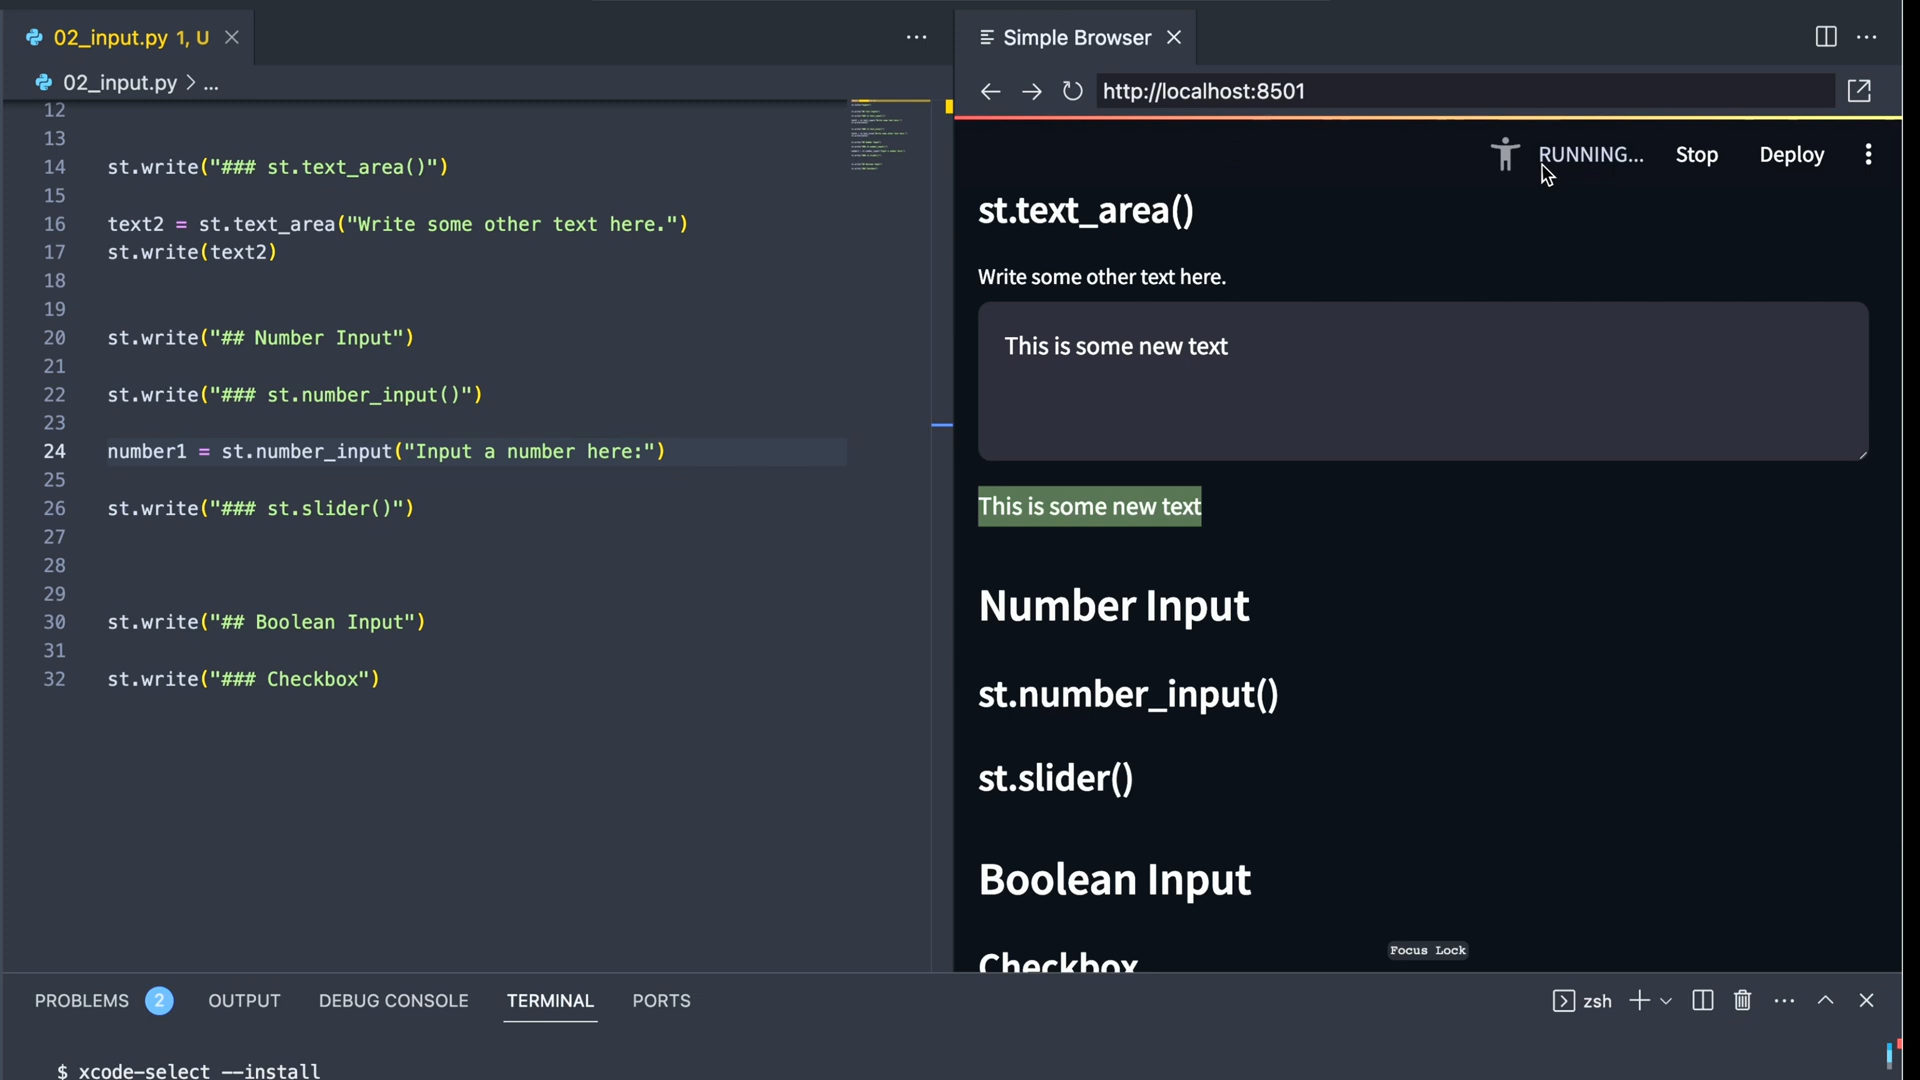 02_input.py 1, U
02_input.py > ...
12
13
14 st.write("### st.text_area()")
15
16 text2 = st.text_area("Write some other text here.")
17 st.write(text2)
18
19
20 st.write("## Number Input")
21
22 st.write("### st.number_input()")
23
24 number1 = st.number_input("Input a number here:")
25
26 st.write("### st.slider()")
27
28
29
30 st.write("## Boolean Input")
31
32 st.write("### Checkbox")
Simple Browser
http://localhost:8501
RUNNING... Stop Deploy
st.text_area()
Write some other text here.
This is some new text
This is some new text
Number Input
st.number_input()
st.slider()
Boolean Input
Checkbox
Focus Lock
PROBLEMS 2 OUTPUT DEBUG CONSOLE TERMINAL PORTS
zsh
$ xcode-select --install